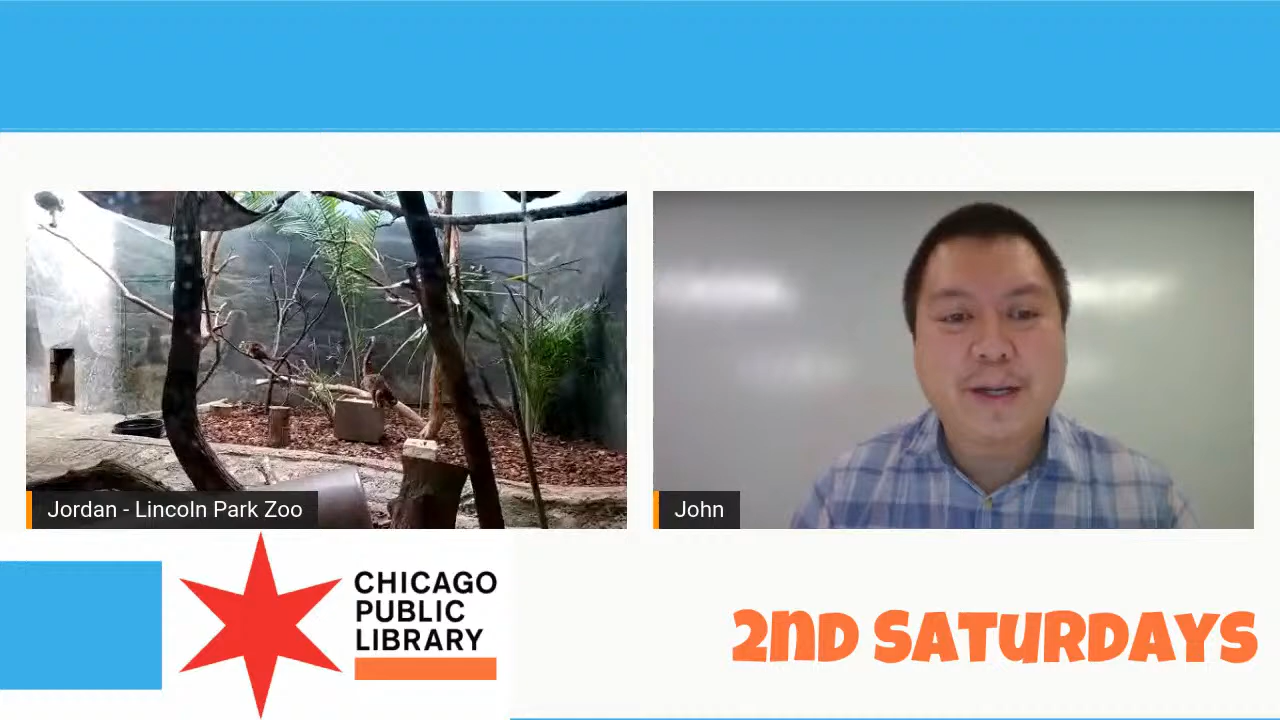 Jordan - Lincoln Park Zoo
John
CHICAGO
PUBLIC
LIBRARY
2ND SATURDAYS